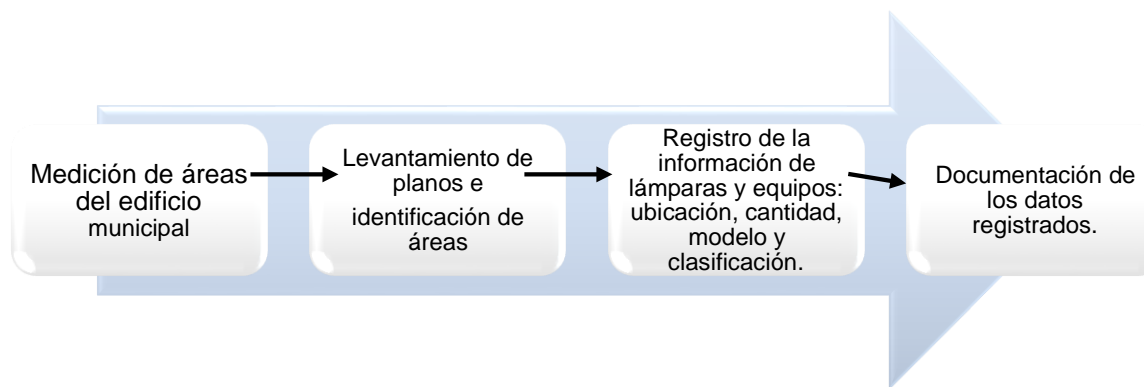 Medición de áreas
del edificio
municipal
Levantamiento de
planos e
identificación de
áreas
Registro de la
información de
lámparas y equipos:
ubicación, cantidad,
modelo y
clasificación.
Documentación de
los datos
registrados.